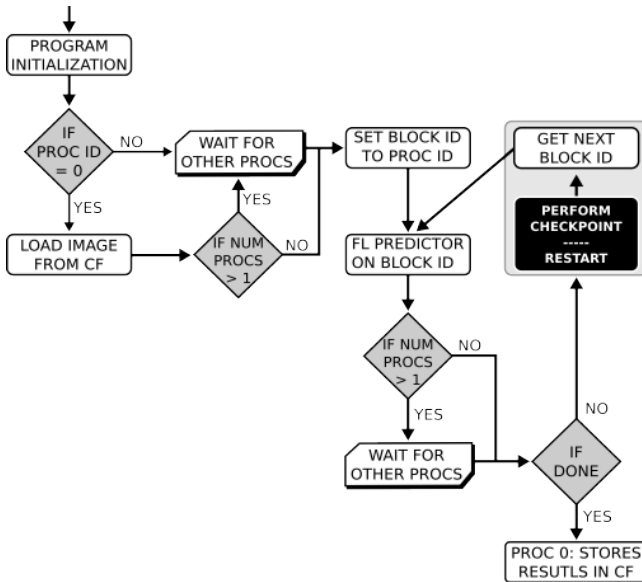 PROGRAM
INITIALIZATION
IF
PROC ID
= 0
NO
YES
LOAD IMAGE
FROM CF
WAIT FOR
OTHER PROCS
YES
IF NUM
PROCS
> 1
NO
SET BLOCK ID
TO PROC ID
FL PREDICTOR
ON BLOCK ID
IF NUM
PROCS
> 1
NO
YES
WAIT FOR
OTHER PROCS
GET NEXT
BLOCK ID
PERFORM
CHECKPOINT
-----
RESTART
NO
IF
DONE
YES
PROC 0: STORES
RESUTLS IN CF